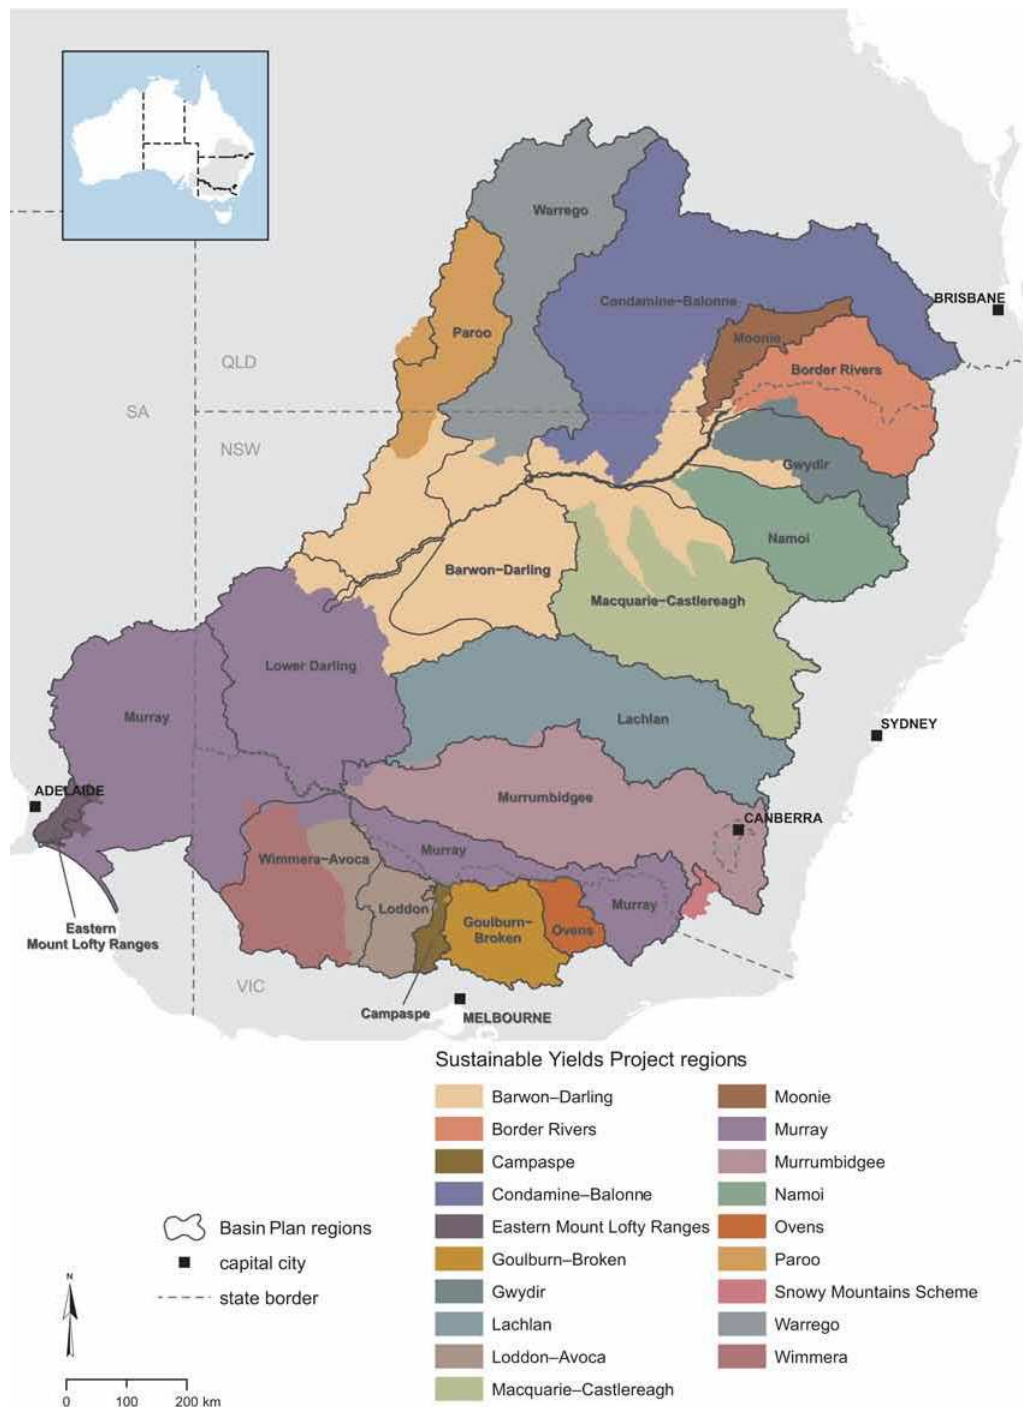 Warrego
Condamine–Balonne
BRISBANE
Paroo
Moonie
QLD
Border Rivers
SA
NSW
Gwydir
Namoi
Barwon–Darling
Macquarie–Castlereagh
Lower Darling
Murray
Lachlan
SYDNEY
ADELAIDE
Murrumbidgee
CANBERRA
Wimmera–Avoca
Murray
Loddon
Murray
Goulburn–
Broken
Ovens
Eastern
Mount Lofty Ranges
VIC
Campaspe
MELBOURNE
Sustainable Yields Project regions
Barwon–Darling
Border Rivers
Campaspe
Condamine–Balonne
Eastern Mount Lofty Ranges
Goulburn–Broken
Gwydir
Lachlan
Loddon–Avoca
Macquarie–Castlereagh
Moonie
Murray
Murrumbidgee
Namoi
Ovens
Paroo
Snowy Mountains Scheme
Warrego
Wimmera
Basin Plan regions
capital city
state border
N
0 100 200 km